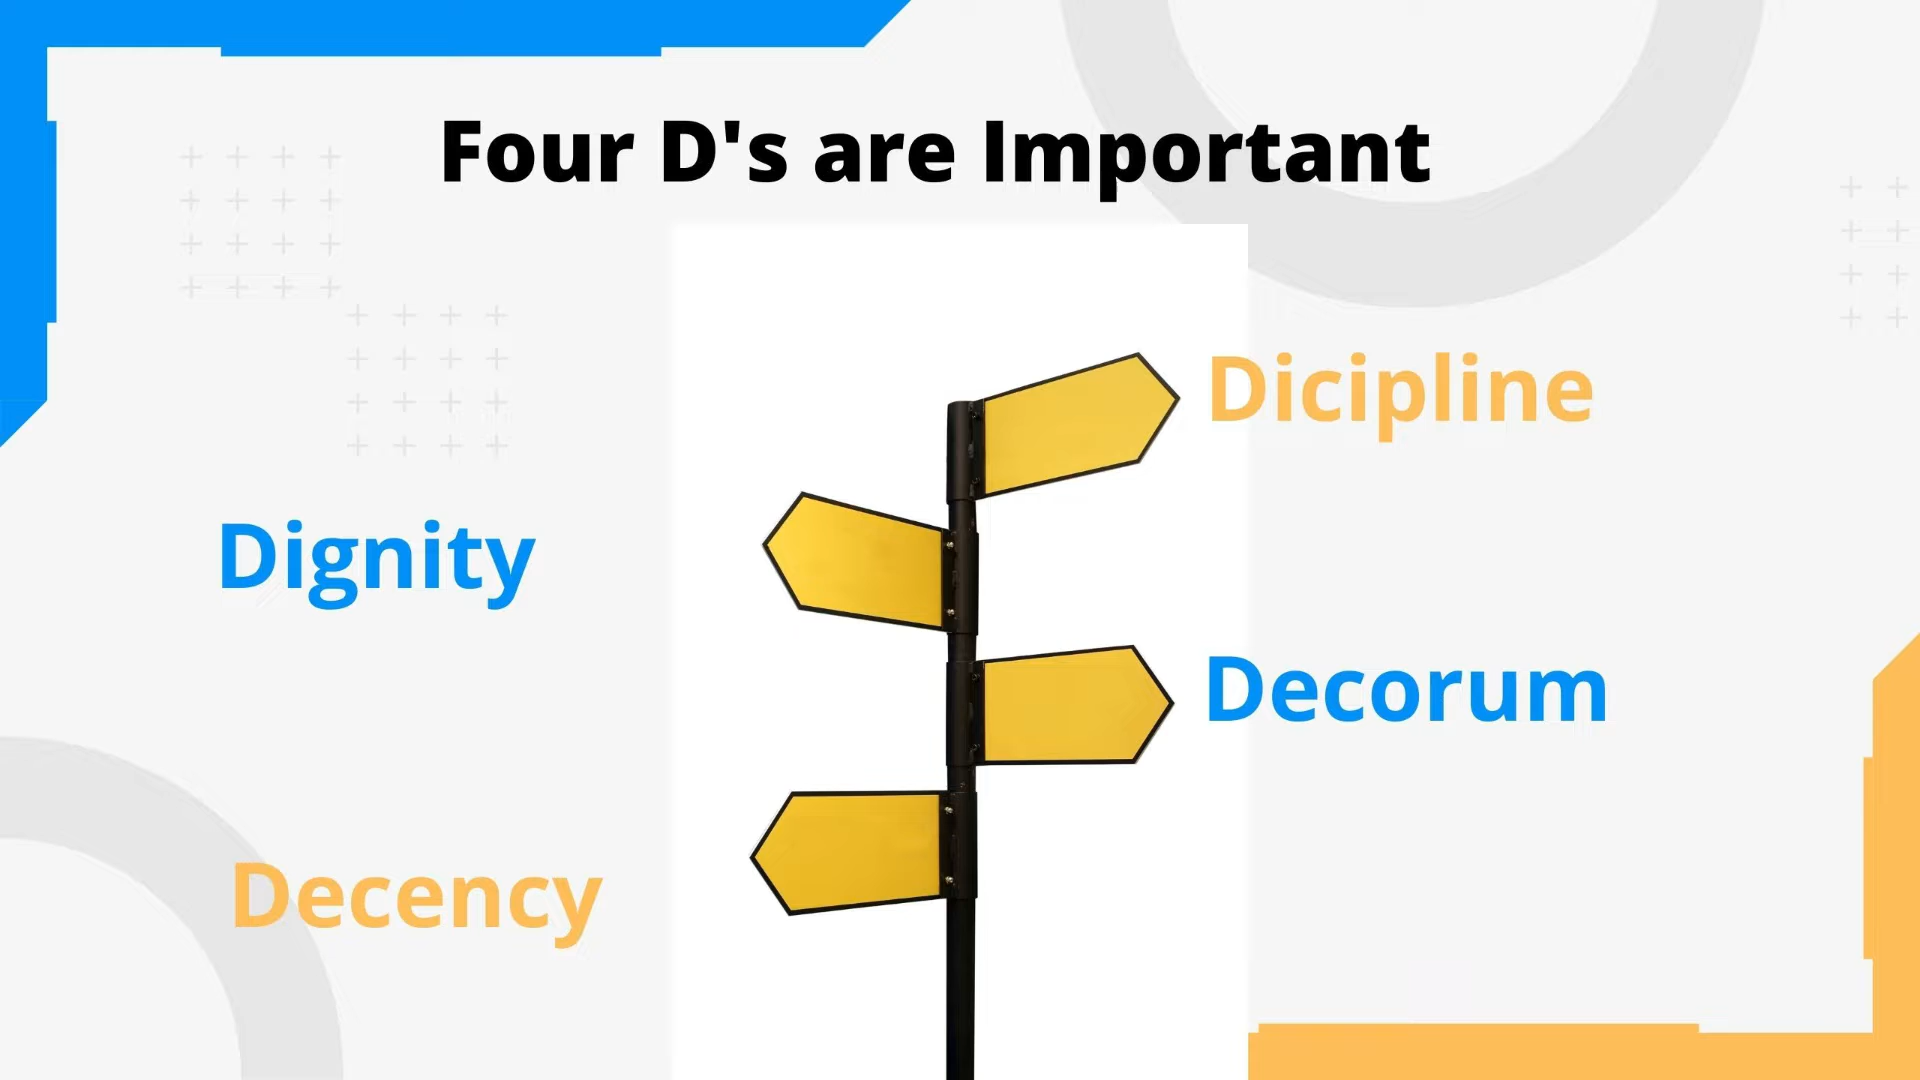 Four D's are Important
Dicipline
Dignity
Decorum
Decency